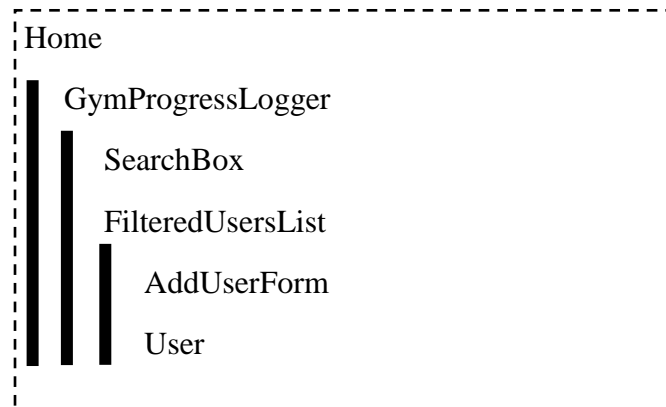 Home
GymProgressLogger
SearchBox
FilteredUsersList
AddUserForm
User